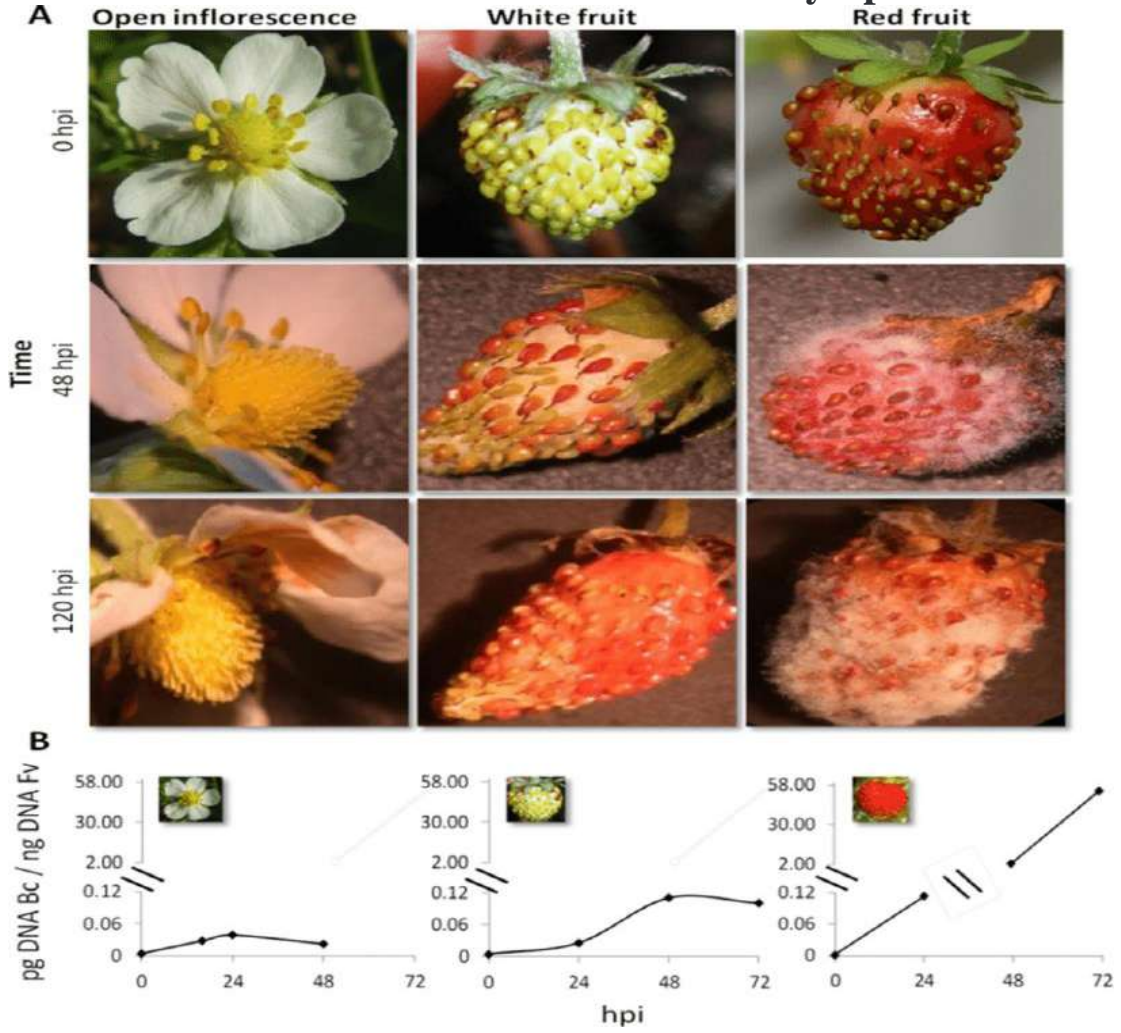 A Open inflorescence White fruit Red fruit
0 hpi
48 hpi
120 hpi
Time
B
pg DNA Bc / ng DNA Fv
58.00 58.00 58.00
30.00 30.00 30.00
2.00 2.00 2.00
0.12 0.12 0.12
0.06 0.06 0.06
0 0 0
0 24 48 72 0 24 48 72 0 24 48 72
hpi